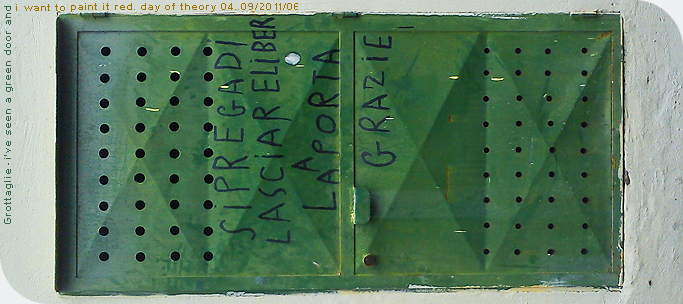 Grottaglie - i've seen a green door and
i want to paint it red. day of theory 04.09/2011/06
SI PREGA DI
LASCIAR E LIBER
A
LA PORTA
GRAZIE